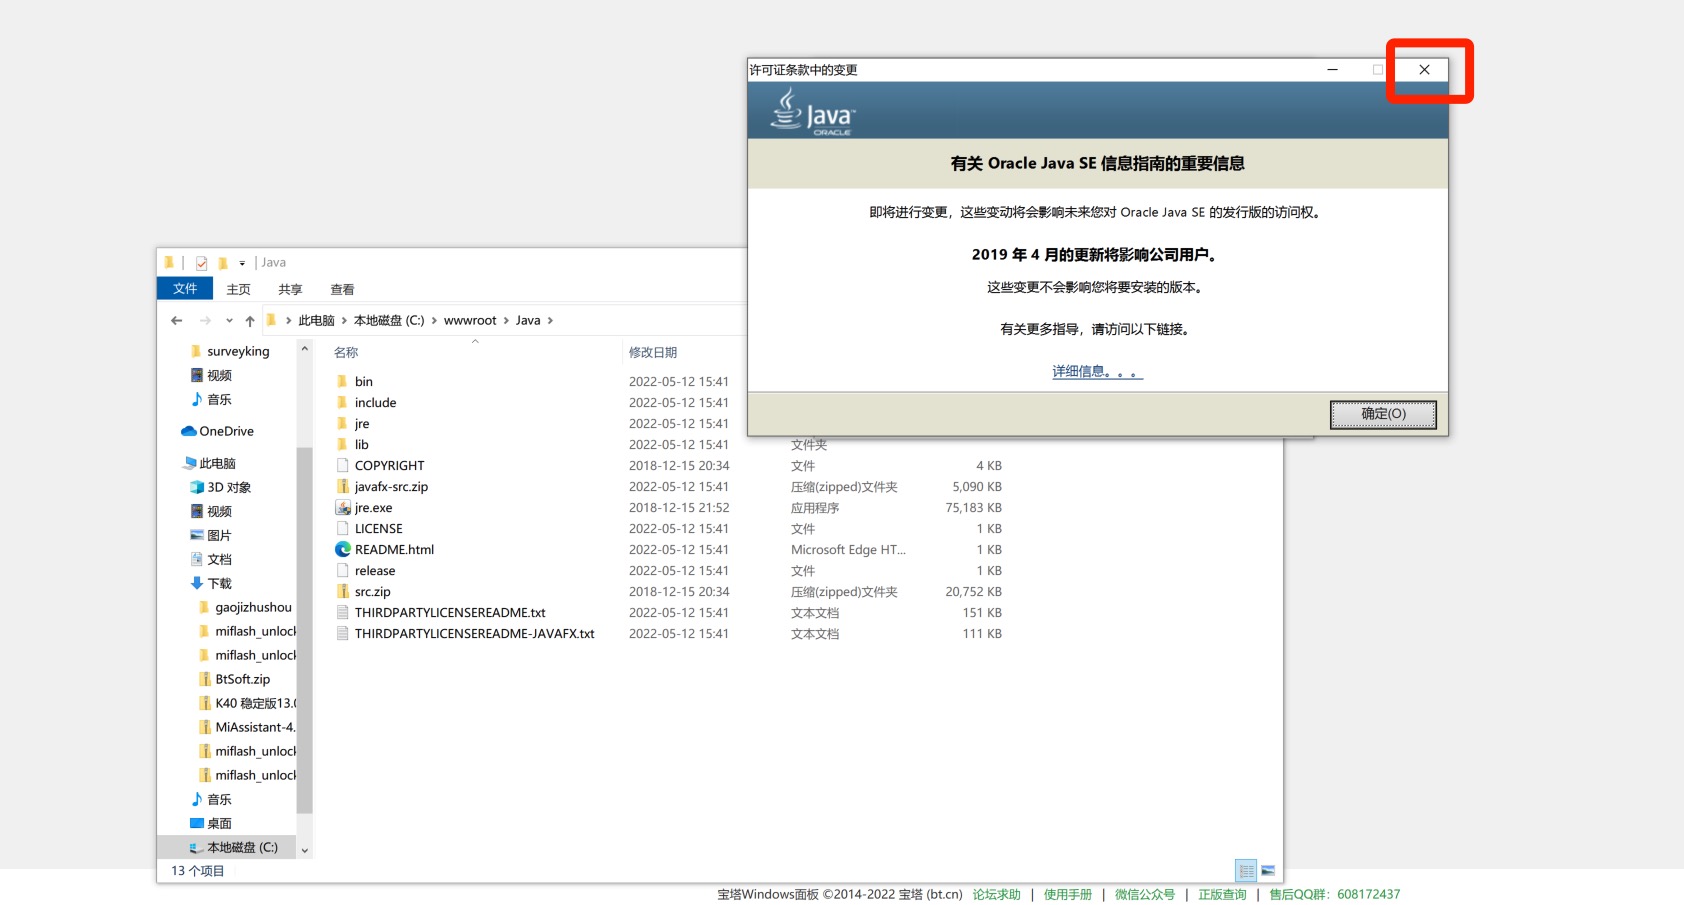 许可证条款中的变更
Java
ORACLE
有关 Oracle Java SE 信息指南的重要信息
即将进行变更，这些变动将会影响未来您对 Oracle Java SE 的发行版的访问权。
2019 年 4 月的更新将影响公司用户。
这些变更不会影响您将要安装的版本。
有关更多指导，请访问以下链接。
详细信息。。。
确定(O)
Java
文件 主页 共享 查看
此电脑 本地磁盘 (C:) wwwroot Java
surveyking
视频
音乐
OneDrive
此电脑
3D 对象
视频
图片
文档
下载
gaojizhushou
miflash_unlock
miflash_unlock
BtSoft.zip
K40 稳定版13.0
MiAssistant-4.
miflash_unlock
miflash_unlock
音乐
桌面
本地磁盘 (C:)
名称 修改日期
bin 2022-05-12 15:41
include 2022-05-12 15:41
jre 2022-05-12 15:41
lib 2022-05-12 15:41 文件夹
COPYRIGHT 2018-12-15 20:34 文件 4 KB
javafx-src.zip 2022-05-12 15:41 压缩(zipped)文件夹 5,090 KB
jre.exe 2018-12-15 21:52 应用程序 75,183 KB
LICENSE 2022-05-12 15:41 文件 1 KB
README.html 2022-05-12 15:41 Microsoft Edge HT... 1 KB
release 2022-05-12 15:41 文件 1 KB
src.zip 2018-12-15 20:34 压缩(zipped)文件夹 20,752 KB
THIRDPARTYLICENSEREADME.txt 2022-05-12 15:41 文本文档 151 KB
THIRDPARTYLICENSEREADME-JAVAFX.txt 2022-05-12 15:41 文本文档 111 KB
13 个项目
宝塔Windows面板 ©2014-2022 宝塔 (bt.cn) 论坛求助 | 使用手册 | 微信公众号 | 正版查询 | 售后QQ群：608172437